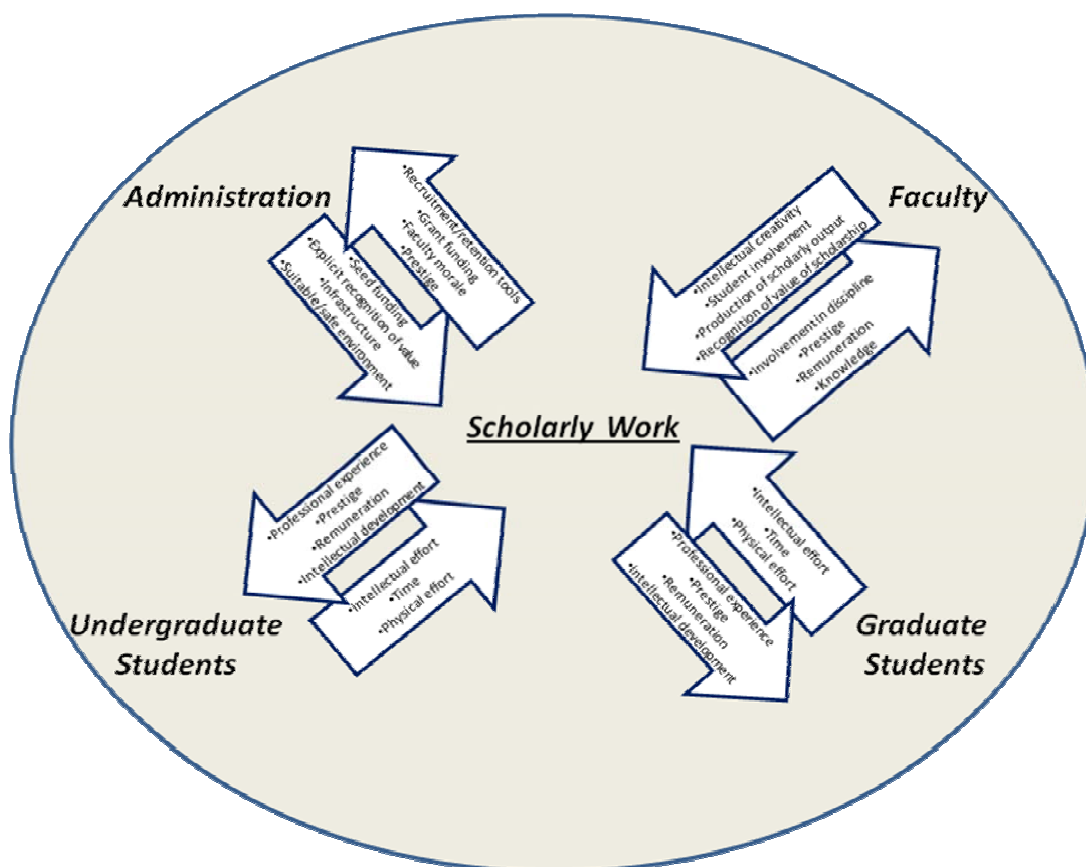 Administration
•Recruitment/retention tools
•Grant funding
•Faculty morale
•Prestige
•Seed funding
•Explicit recognition of value
•Infrastructure
•Suitable/safe environment
Faculty
•Intellectual creativity
•Student involvement
•Production of scholarly output
•Recognition of value of scholarship
•Involvement in discipline
•Prestige
•Remuneration
•Knowledge
Scholarly Work
•Professional experience
•Prestige
•Remuneration
•Intellectual development
•Intellectual effort
•Time
•Physical effort
Undergraduate
Students
•Intellectual effort
•Time
•Physical effort
•Professional experience
•Prestige
•Remuneration
•Intellectual development
Graduate
Students